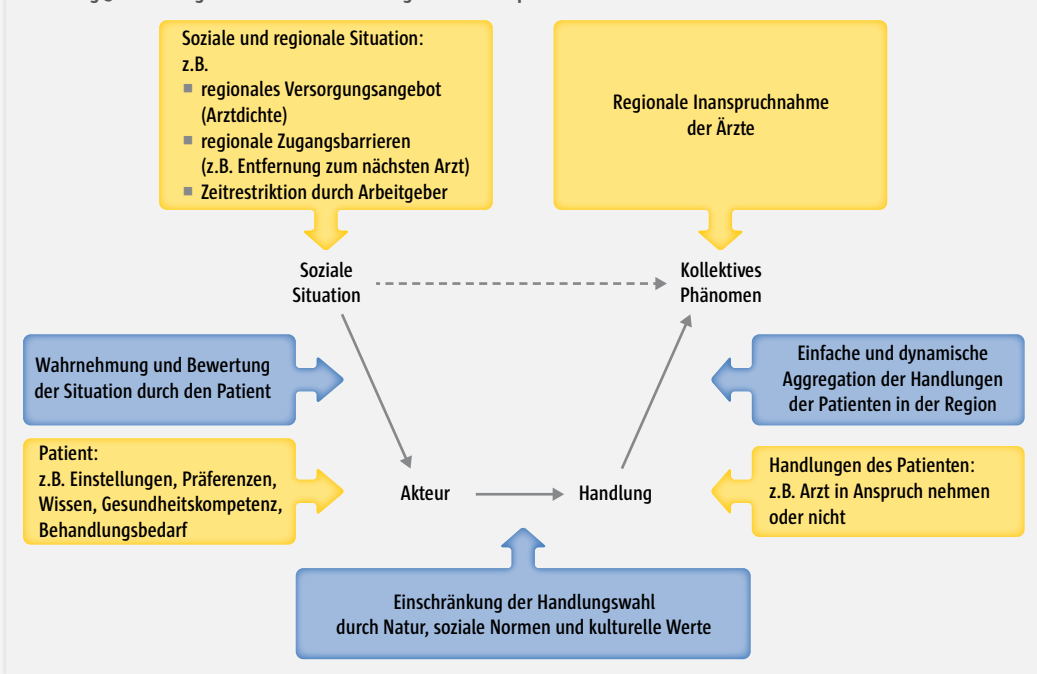 Soziale und regionale Situation:
z.B.
■ regionales Versorgungsangebot
(Arztdichte)
■ regionale Zugangsbarrieren
(z.B. Entfernung zum nächsten Arzt)
■ Zeitrestriktion durch Arbeitgeber
Regionale Inanspruchnahme
der Ärzte
Soziale
Situation
Kollektives
Phänomen
Wahrnehmung und Bewertung
der Situation durch den Patient
Einfache und dynamische
Aggregation der Handlungen
der Patienten in der Region
Patient:
z.B. Einstellungen, Präferenzen,
Wissen, Gesundheitskompetenz,
Behandlungsbedarf
Akteur
Handlung
Handlungen des Patienten:
z.B. Arzt in Anspruch nehmen
oder nicht
Einschränkung der Handlungswahl
durch Natur, soziale Normen und kulturelle Werte